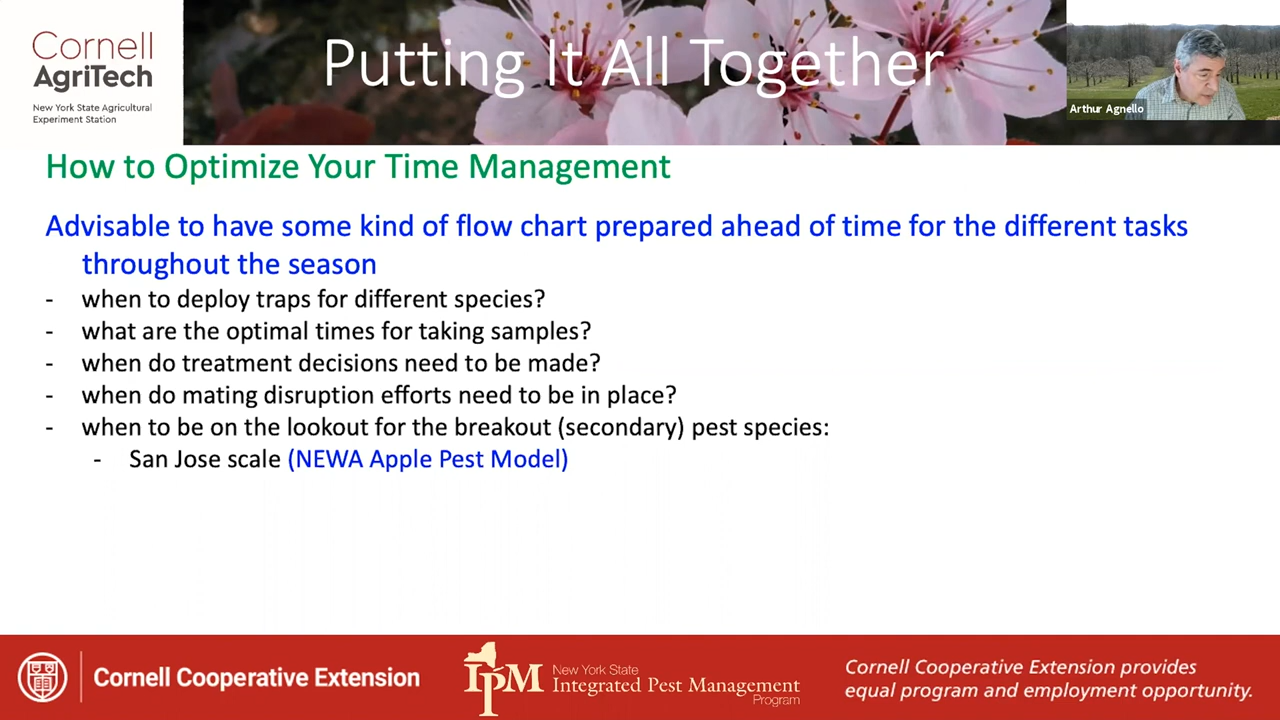 Cornell
AgriTech
New York State Agricultural
Experiment Station
Putting It All Together
Arthur Agnello
How to Optimize Your Time Management
Advisable to have some kind of flow chart prepared ahead of time for the different tasks
throughout the season
- when to deploy traps for different species?
- what are the optimal times for taking samples?
- when do treatment decisions need to be made?
- when do mating disruption efforts need to be in place?
- when to be on the lookout for the breakout (secondary) pest species:
- San Jose scale (NEWA Apple Pest Model)
Cornell Cooperative Extension
IPM
New York State
Integrated Pest Management
Program
Cornell Cooperative Extension provides
equal program and employment opportunity.